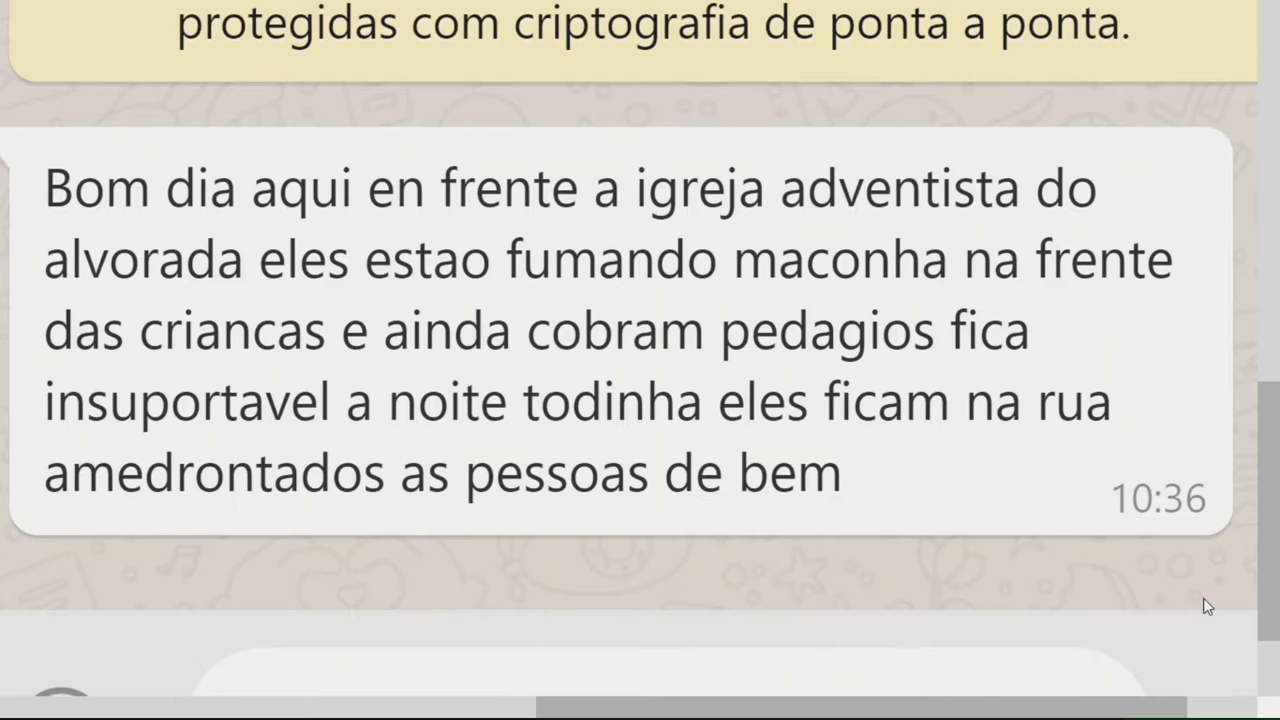 protegidas com criptografia de ponta a ponta.
Bom dia aqui en frente a igreja adventista do
alvorada eles estao fumando maconha na frente
das criancas e ainda cobram pedagios fica
insuportavel a noite todinha eles ficam na rua
amedrontados as pessoas de bem
10:36